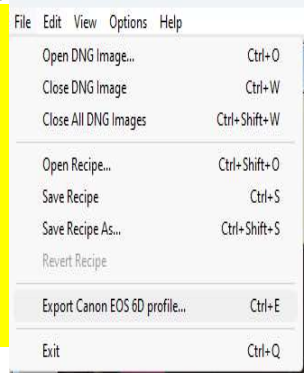 File Edit View Options Help
Open DNG Image... Ctrl+O
Close DNG Image Ctrl+W
Close All DNG Images Ctrl+Shift+W
Open Recipe... Ctrl+Shift+O
Save Recipe Ctrl+S
Save Recipe As... Ctrl+Shift+S
Revert Recipe
Export Canon EOS 6D profile... Ctrl+E
Exit Ctrl+Q